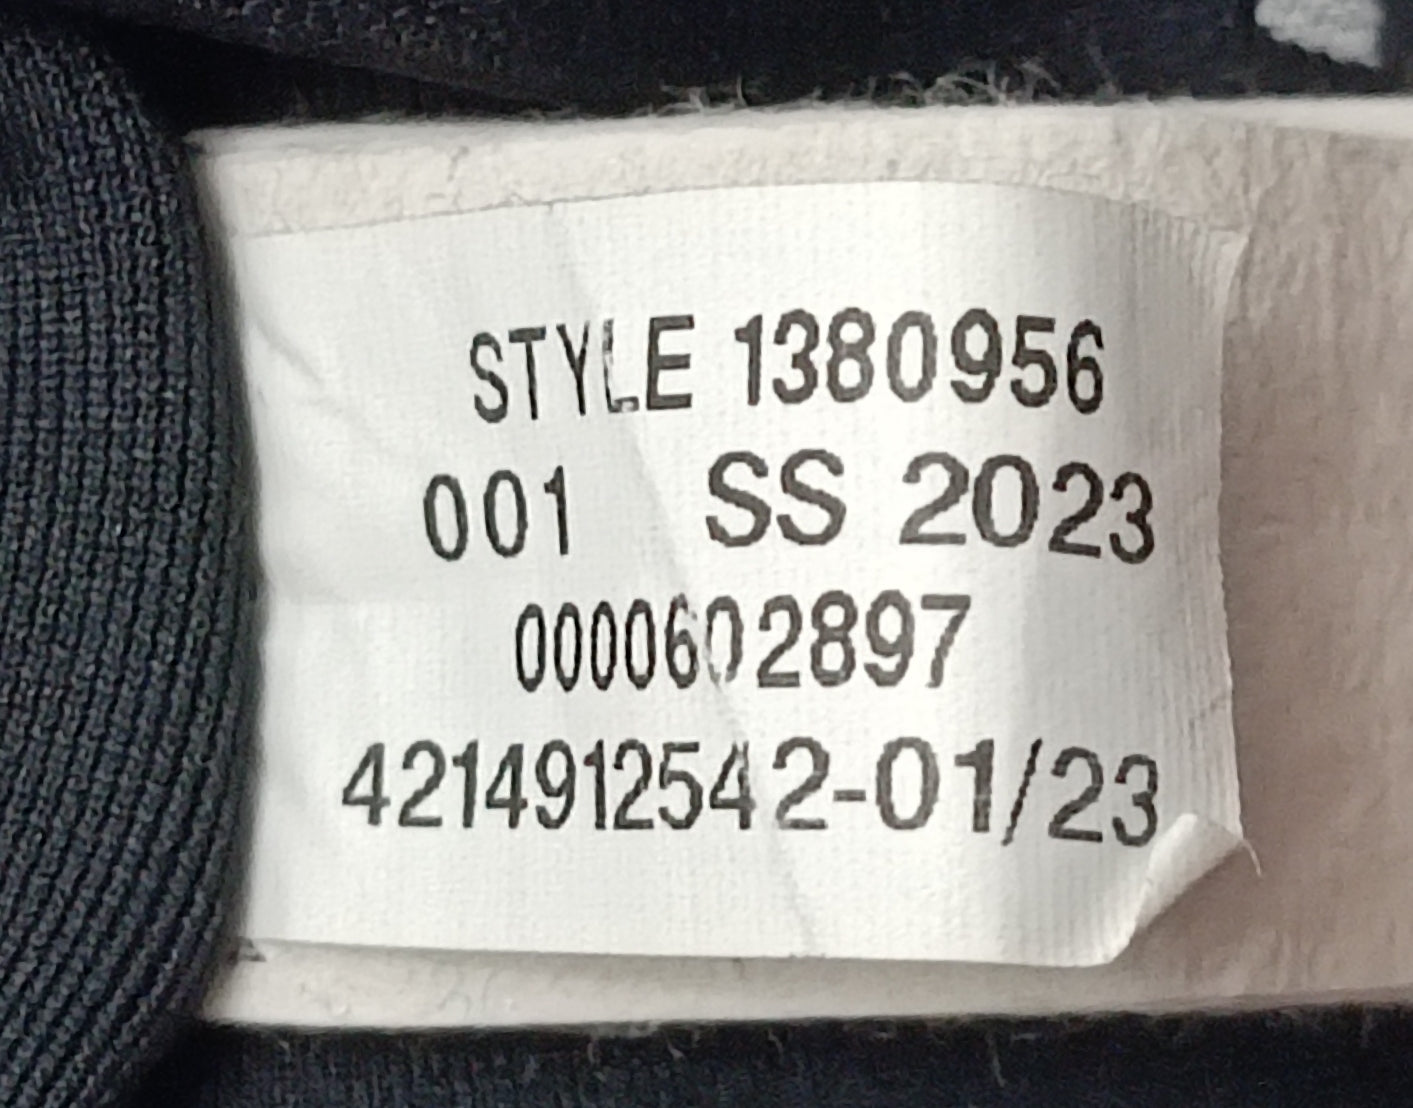 STYLE 1380956
001 SS 2023
0000602897
4214912542-01/23